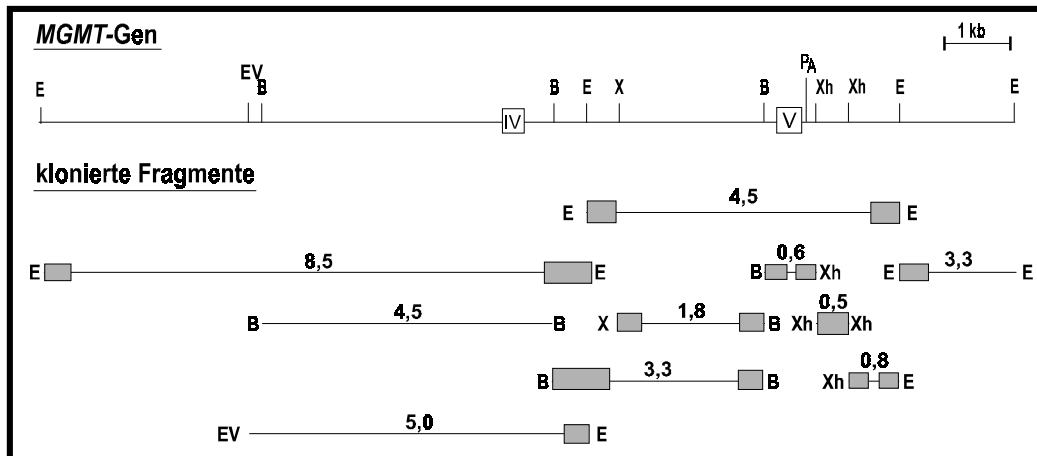 MGMT-Gen
1 kb
E EV B IV B E X B V PA Xh Xh E E
klonierte Fragmente
E 4,5 E
E 8,5 E B 0,6 Xh E 3,3 E
B 4,5 B X 1,8 B Xh 0,5 Xh
B 3,3 B Xh 0,8 E
EV 5,0 E